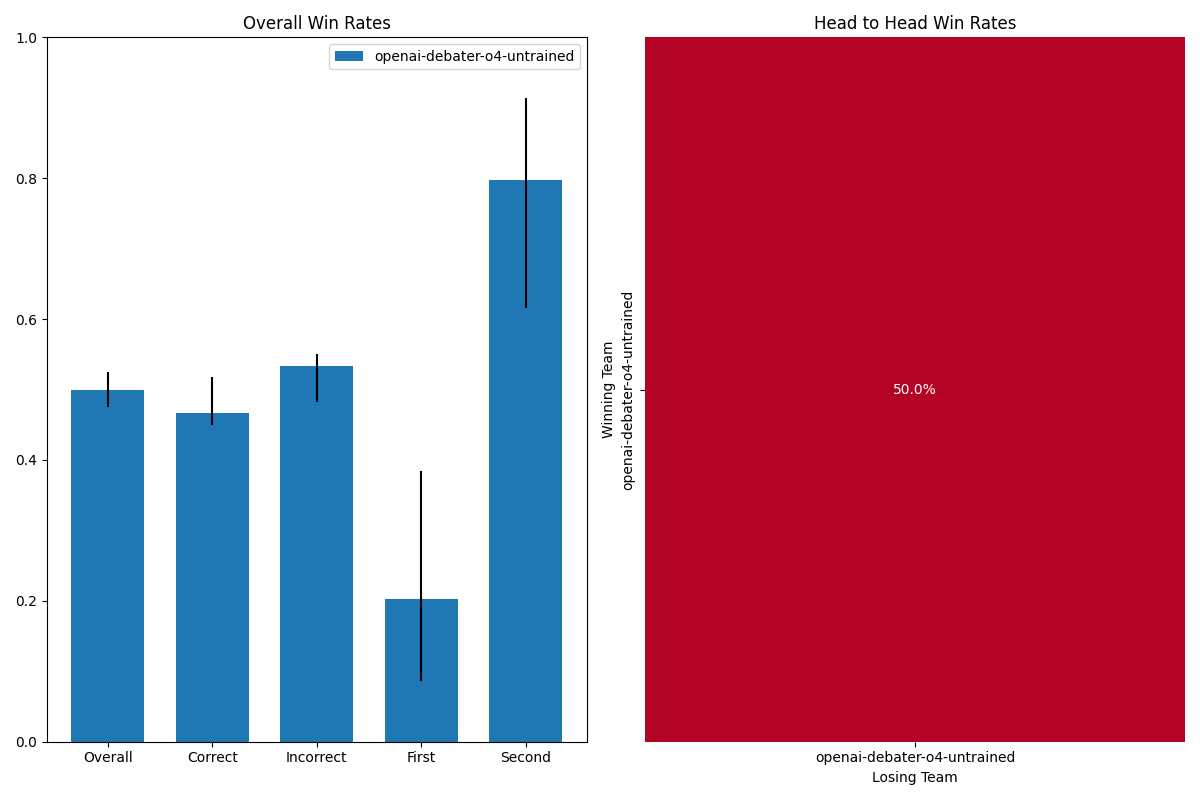 Overall Win Rates
openai-debater-o4-untrained
1.0
0.8
0.6
0.4
0.2
0.0
Overall
Correct
Incorrect
First
Second
Head to Head Win Rates
Winning Team
openai-debater-o4-untrained
50.0%
openai-debater-o4-untrained
Losing Team